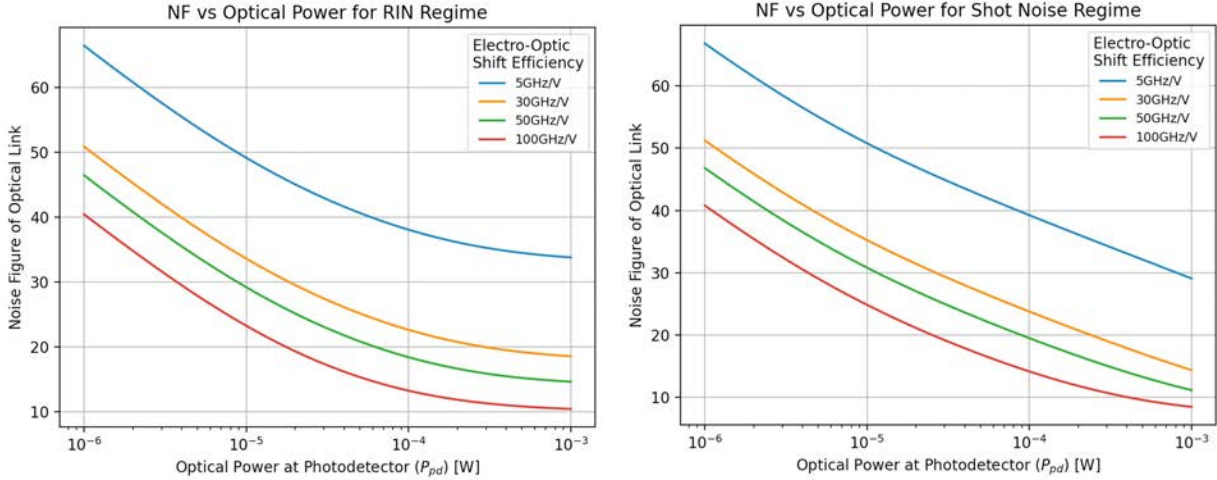 NF vs Optical Power for RIN Regime
Noise Figure of Optical Link
60
50
40
30
20
10
Electro-Optic
Shift Efficiency
5GHz/V
30GHz/V
50GHz/V
100GHz/V
10⁻⁶
10⁻⁵
10⁻⁴
10⁻³
Optical Power at Photodetector (P_pd) [W]
NF vs Optical Power for Shot Noise Regime
Noise Figure of Optical Link
60
50
40
30
20
10
Electro-Optic
Shift Efficiency
5GHz/V
30GHz/V
50GHz/V
100GHz/V
10⁻⁶
10⁻⁵
10⁻⁴
10⁻³
Optical Power at Photodetector (P_pd) [W]